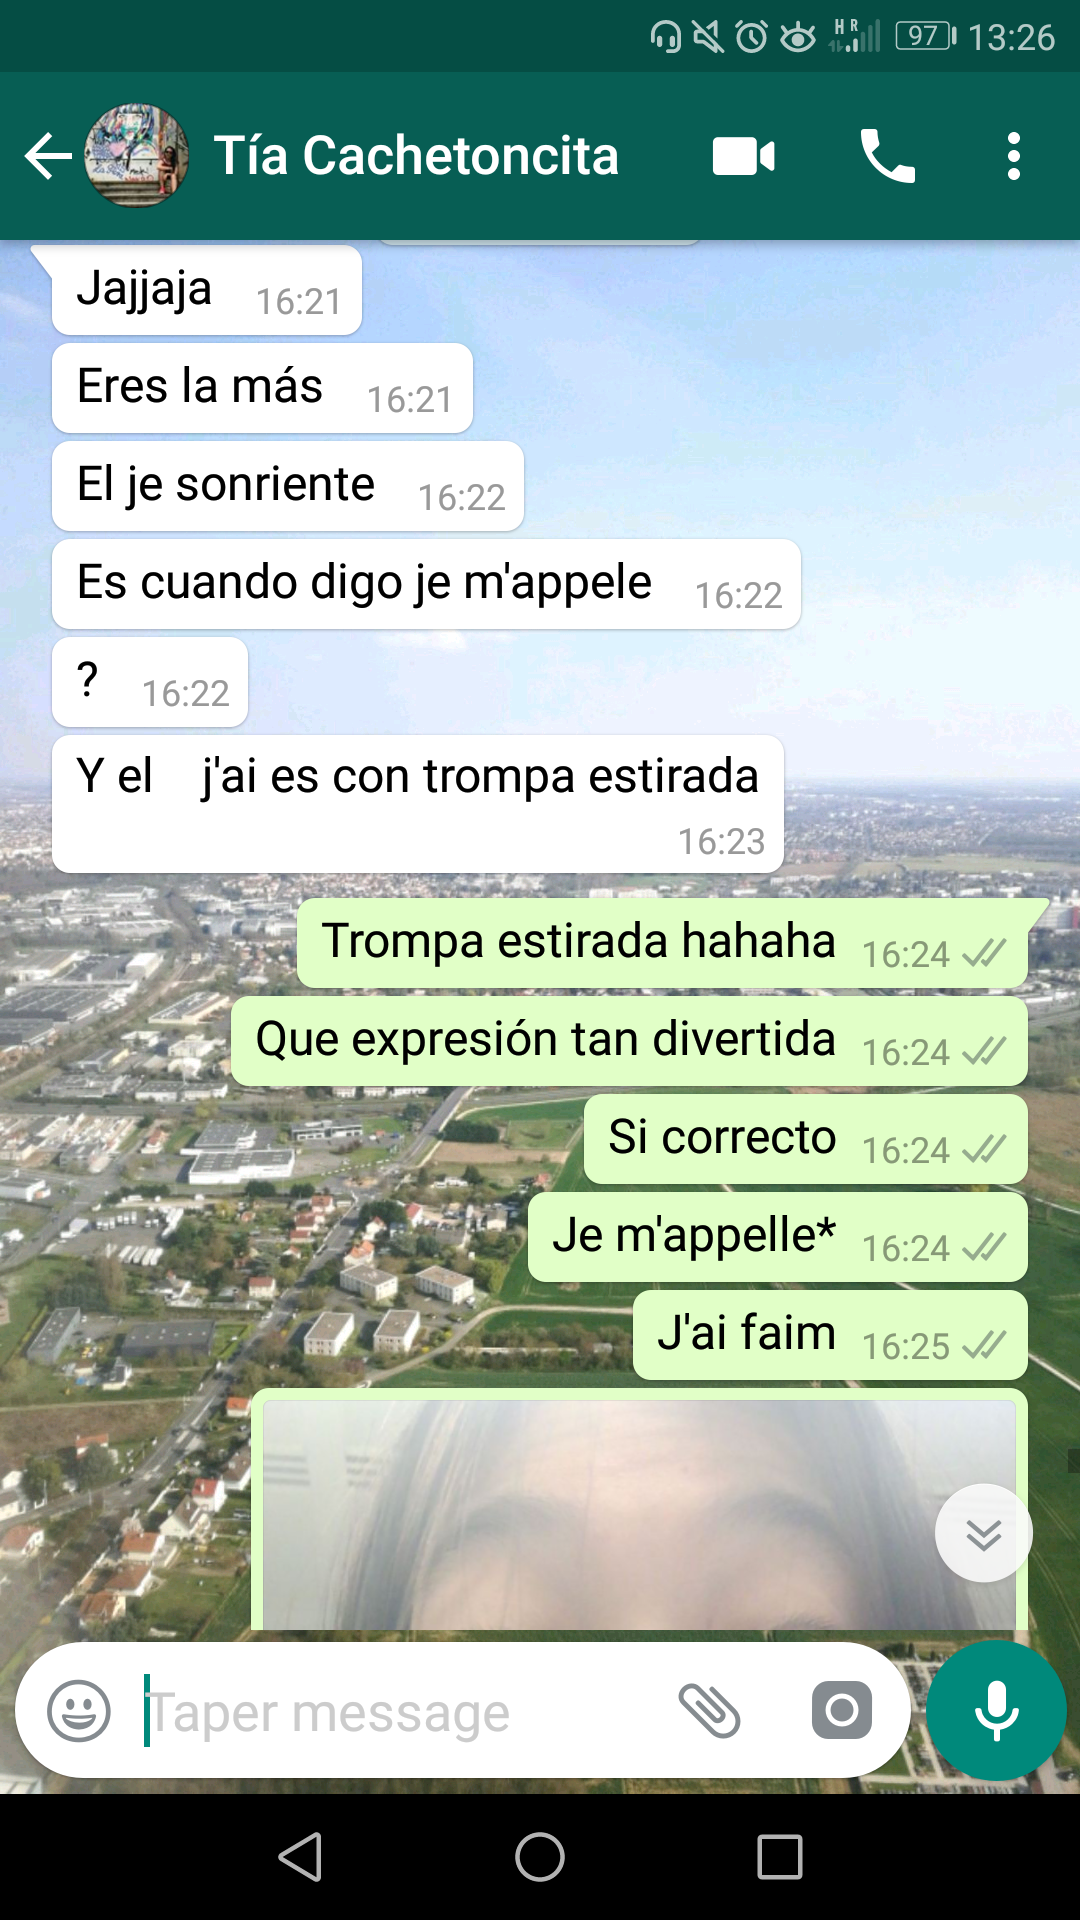 H R 97 13:26
Tía Cachetoncita
Jajjaja 16:21
Eres la más 16:21
El je sonriente 16:22
Es cuando digo je m'appele 16:22
? 16:22
Y el j'ai es con trompa estirada
16:23
Trompa estirada hahaha 16:24
Que expresión tan divertida 16:24
Si correcto 16:24
Je m'appelle* 16:24
J'ai faim 16:25
Taper message